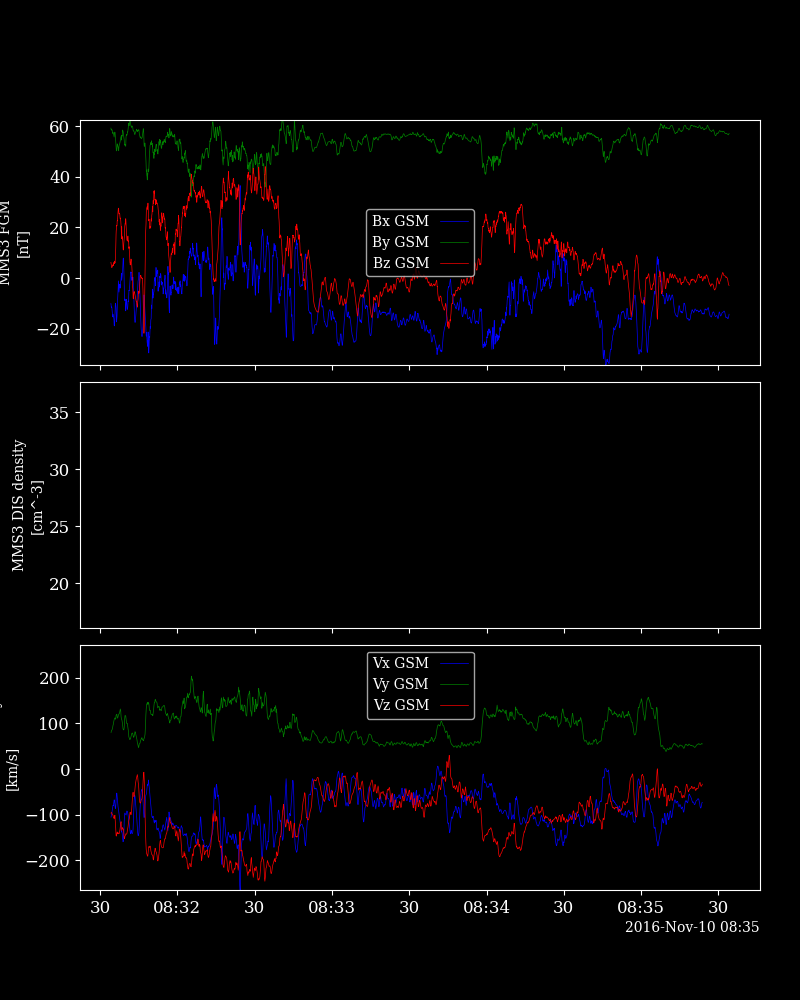 60
40
20
0
−20
MMS3 FGM
[nT]
Bx GSM
By GSM
Bz GSM
35
30
25
20
MMS3 DIS density
[cm^-3]
200
100
0
−100
−200
[km/s]
Vx GSM
Vy GSM
Vz GSM
30 08:32 30 08:33 30 08:34 30 08:35 30
2016-Nov-10 08:35